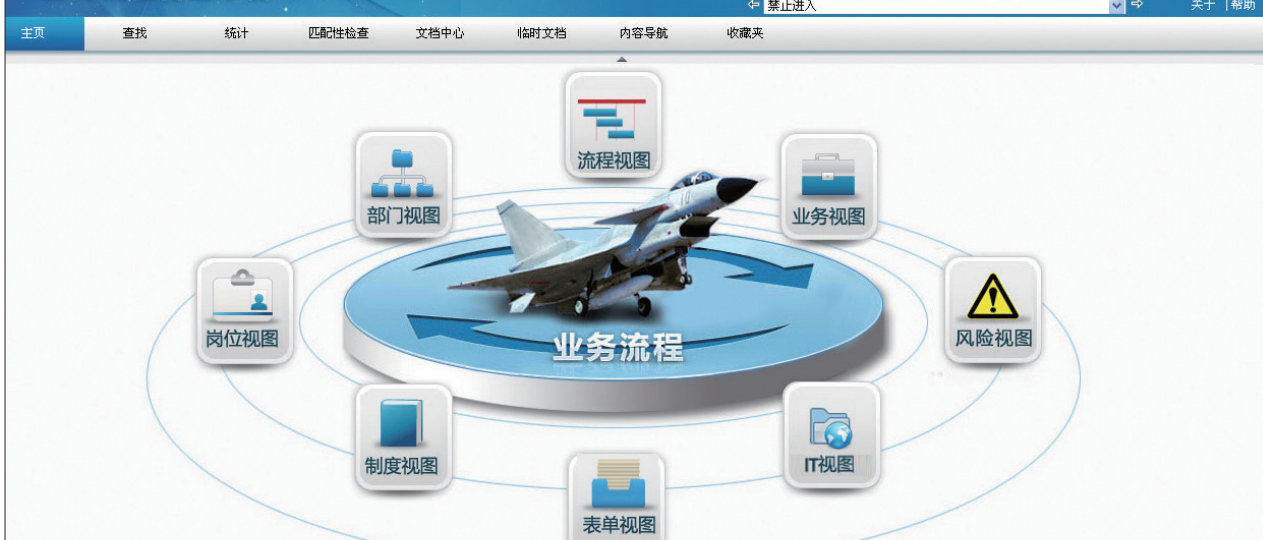 禁止进入
关于 | 帮助
主页 查找 统计 匹配性检查 文档中心 临时文档 内容导航 收藏夹
流程视图
部门视图
业务视图
10
岗位视图
风险视图
业务流程
制度视图
IT视图
表单视图